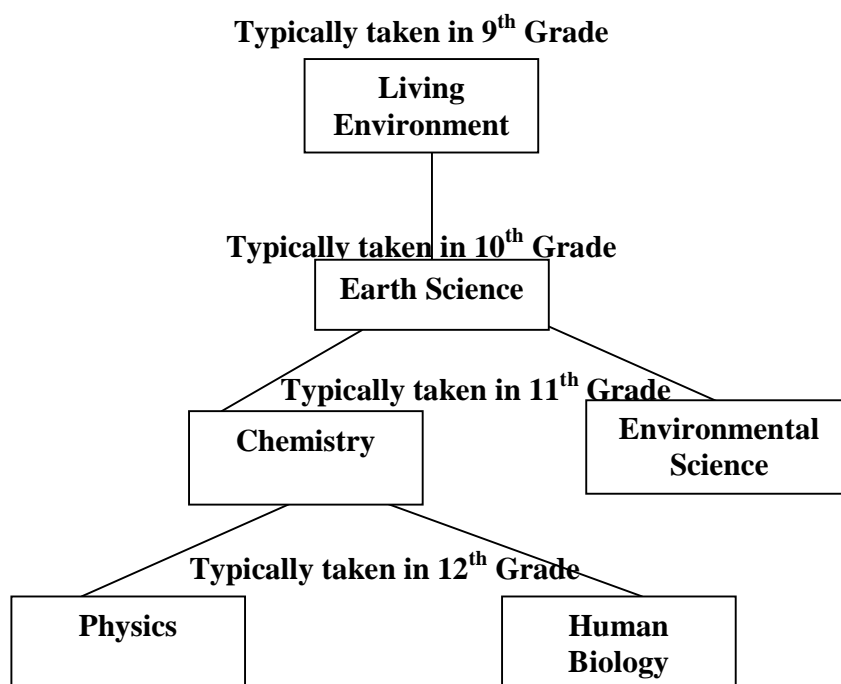 Typically taken in 9th Grade
Living
Environment
Typically taken in 10th Grade
Earth Science
Typically taken in 11th Grade
Chemistry
Environmental
Science
Typically taken in 12th Grade
Physics
Human
Biology